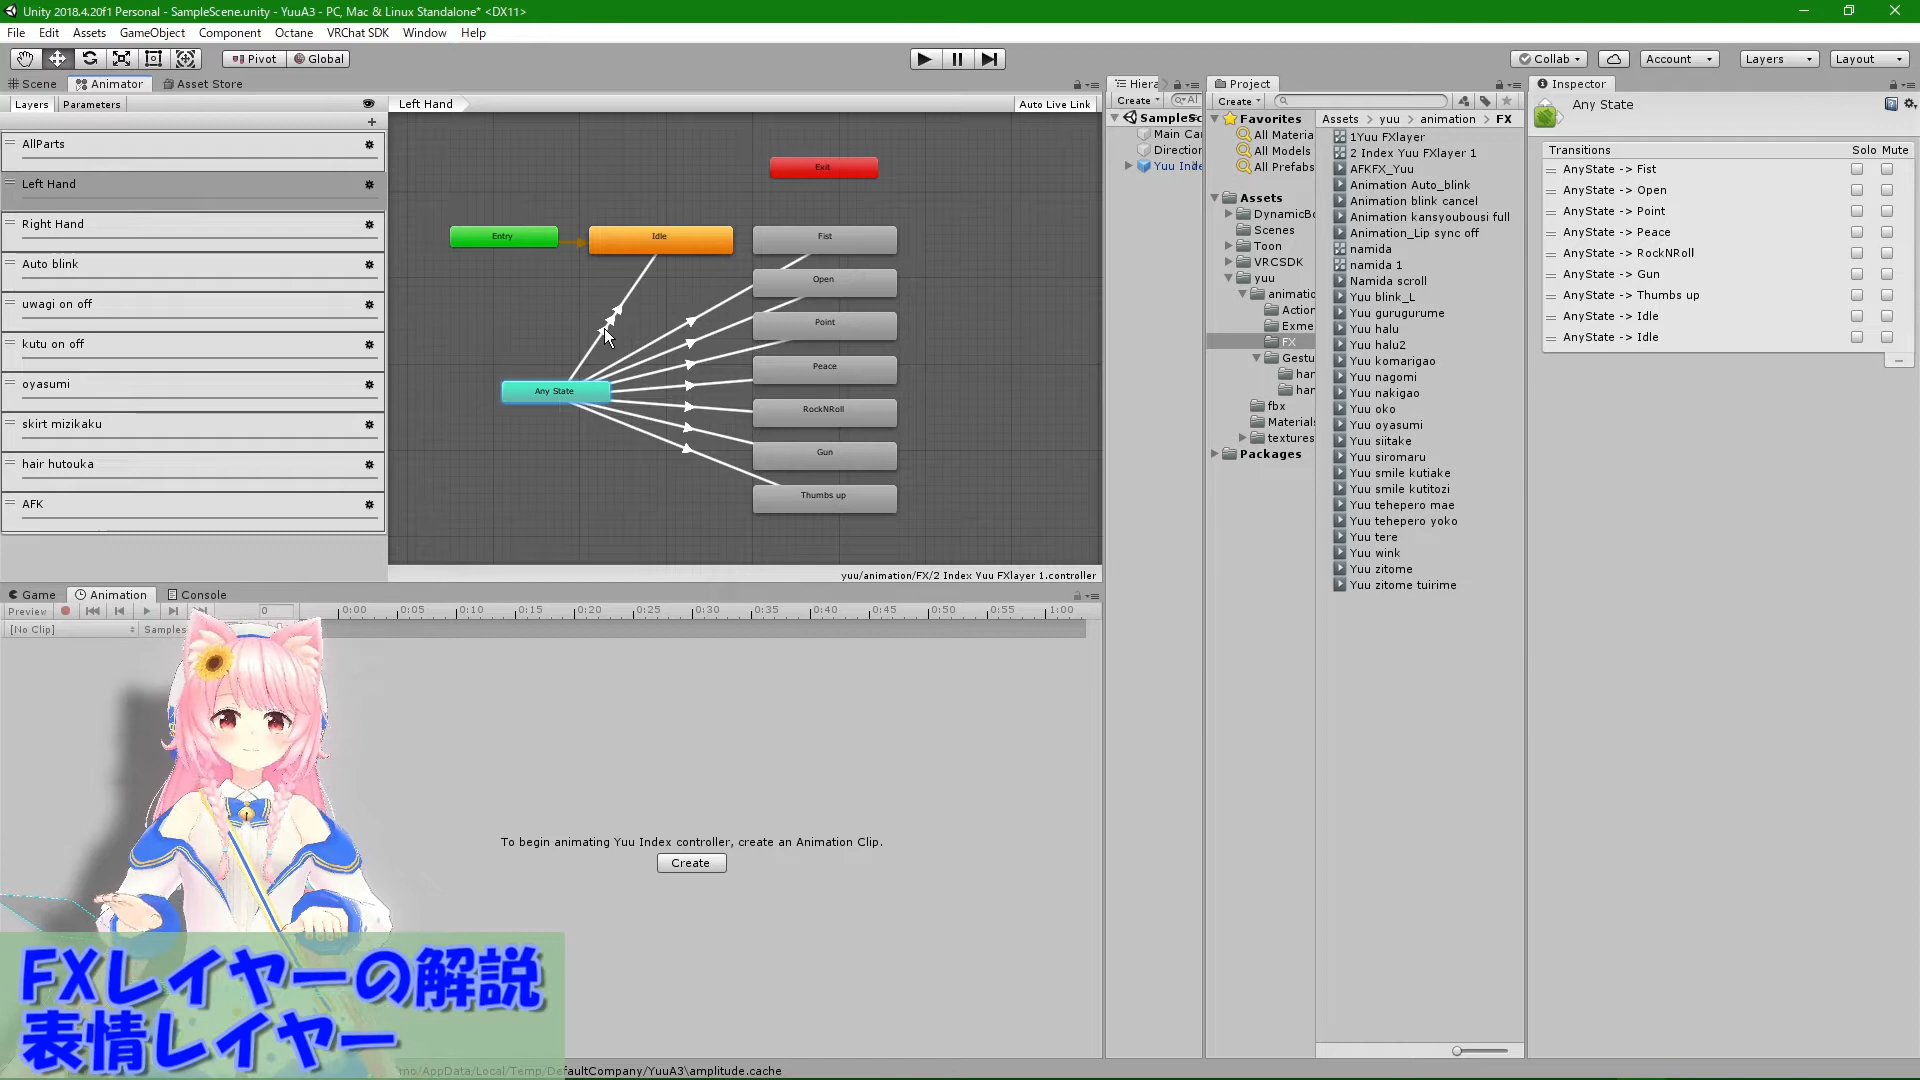 Unity 2018.4.20f1 Personal - SampleScene.unity - YuuA3 - PC, Mac & Linux Standalone* <DX11>
File Edit Assets GameObject Component Octane VRChat SDK Window Help
Pivot Global Collab Account Layers Layout
Scene Animator Asset Store
Layers Parameters
Left Hand
Auto Live Link
AllParts
Left Hand
Right Hand
Auto blink
uwagi on off
kutu on off
oyasumi
skirt mizikaku
hair hutouka
AFK
Exit
Entry
Idle
Fist
Open
Point
Peace
RockNRoll
Gun
Thumbs up
Any State
yuu/animation/FX/2 Index Yuu FXlayer 1.controller
Game Animation Console
Preview 0 0:00 0:05 0:10 0:15 0:20 0:25 0:30 0:35 0:40 0:45 0:50 0:55 1:00
[No Clip] Samples
To begin animating Yuu Index controller, create an Animation Clip.
Create
FXレイヤーの解説
表情レイヤー
DefaultCompany/YuuA3\amplitude.cache
Hiera
Create
SampleSc
Main Ca
Direction
Yuu Inde
Project
Create
Favorites
All Materia
All Models
All Prefabs
Assets
DynamicBo
Scenes
Toon
VRCSDK
yuu
animatio
Action
Exme
FX
Gestu
han
han
fbx
Materials
textures
Packages
Assets yuu animation FX
1Yuu FXlayer
2 Index Yuu FXlayer 1
AFKFX_Yuu
Animation Auto_blink
Animation blink cancel
Animation kansyoubousi full
Animation_Lip sync off
namida
namida 1
Namida scroll
Yuu blink_L
Yuu gurugurume
Yuu halu
Yuu halu2
Yuu komarigao
Yuu nagomi
Yuu nakigao
Yuu oko
Yuu oyasumi
Yuu siitake
Yuu siromaru
Yuu smile kutiake
Yuu smile kutitozi
Yuu tehepero mae
Yuu tehepero yoko
Yuu tere
Yuu wink
Yuu zitome
Yuu zitome tuirime
Inspector
Any State
Transitions Solo Mute
AnyState -> Fist
AnyState -> Open
AnyState -> Point
AnyState -> Peace
AnyState -> RockNRoll
AnyState -> Gun
AnyState -> Thumbs up
AnyState -> Idle
AnyState -> Idle